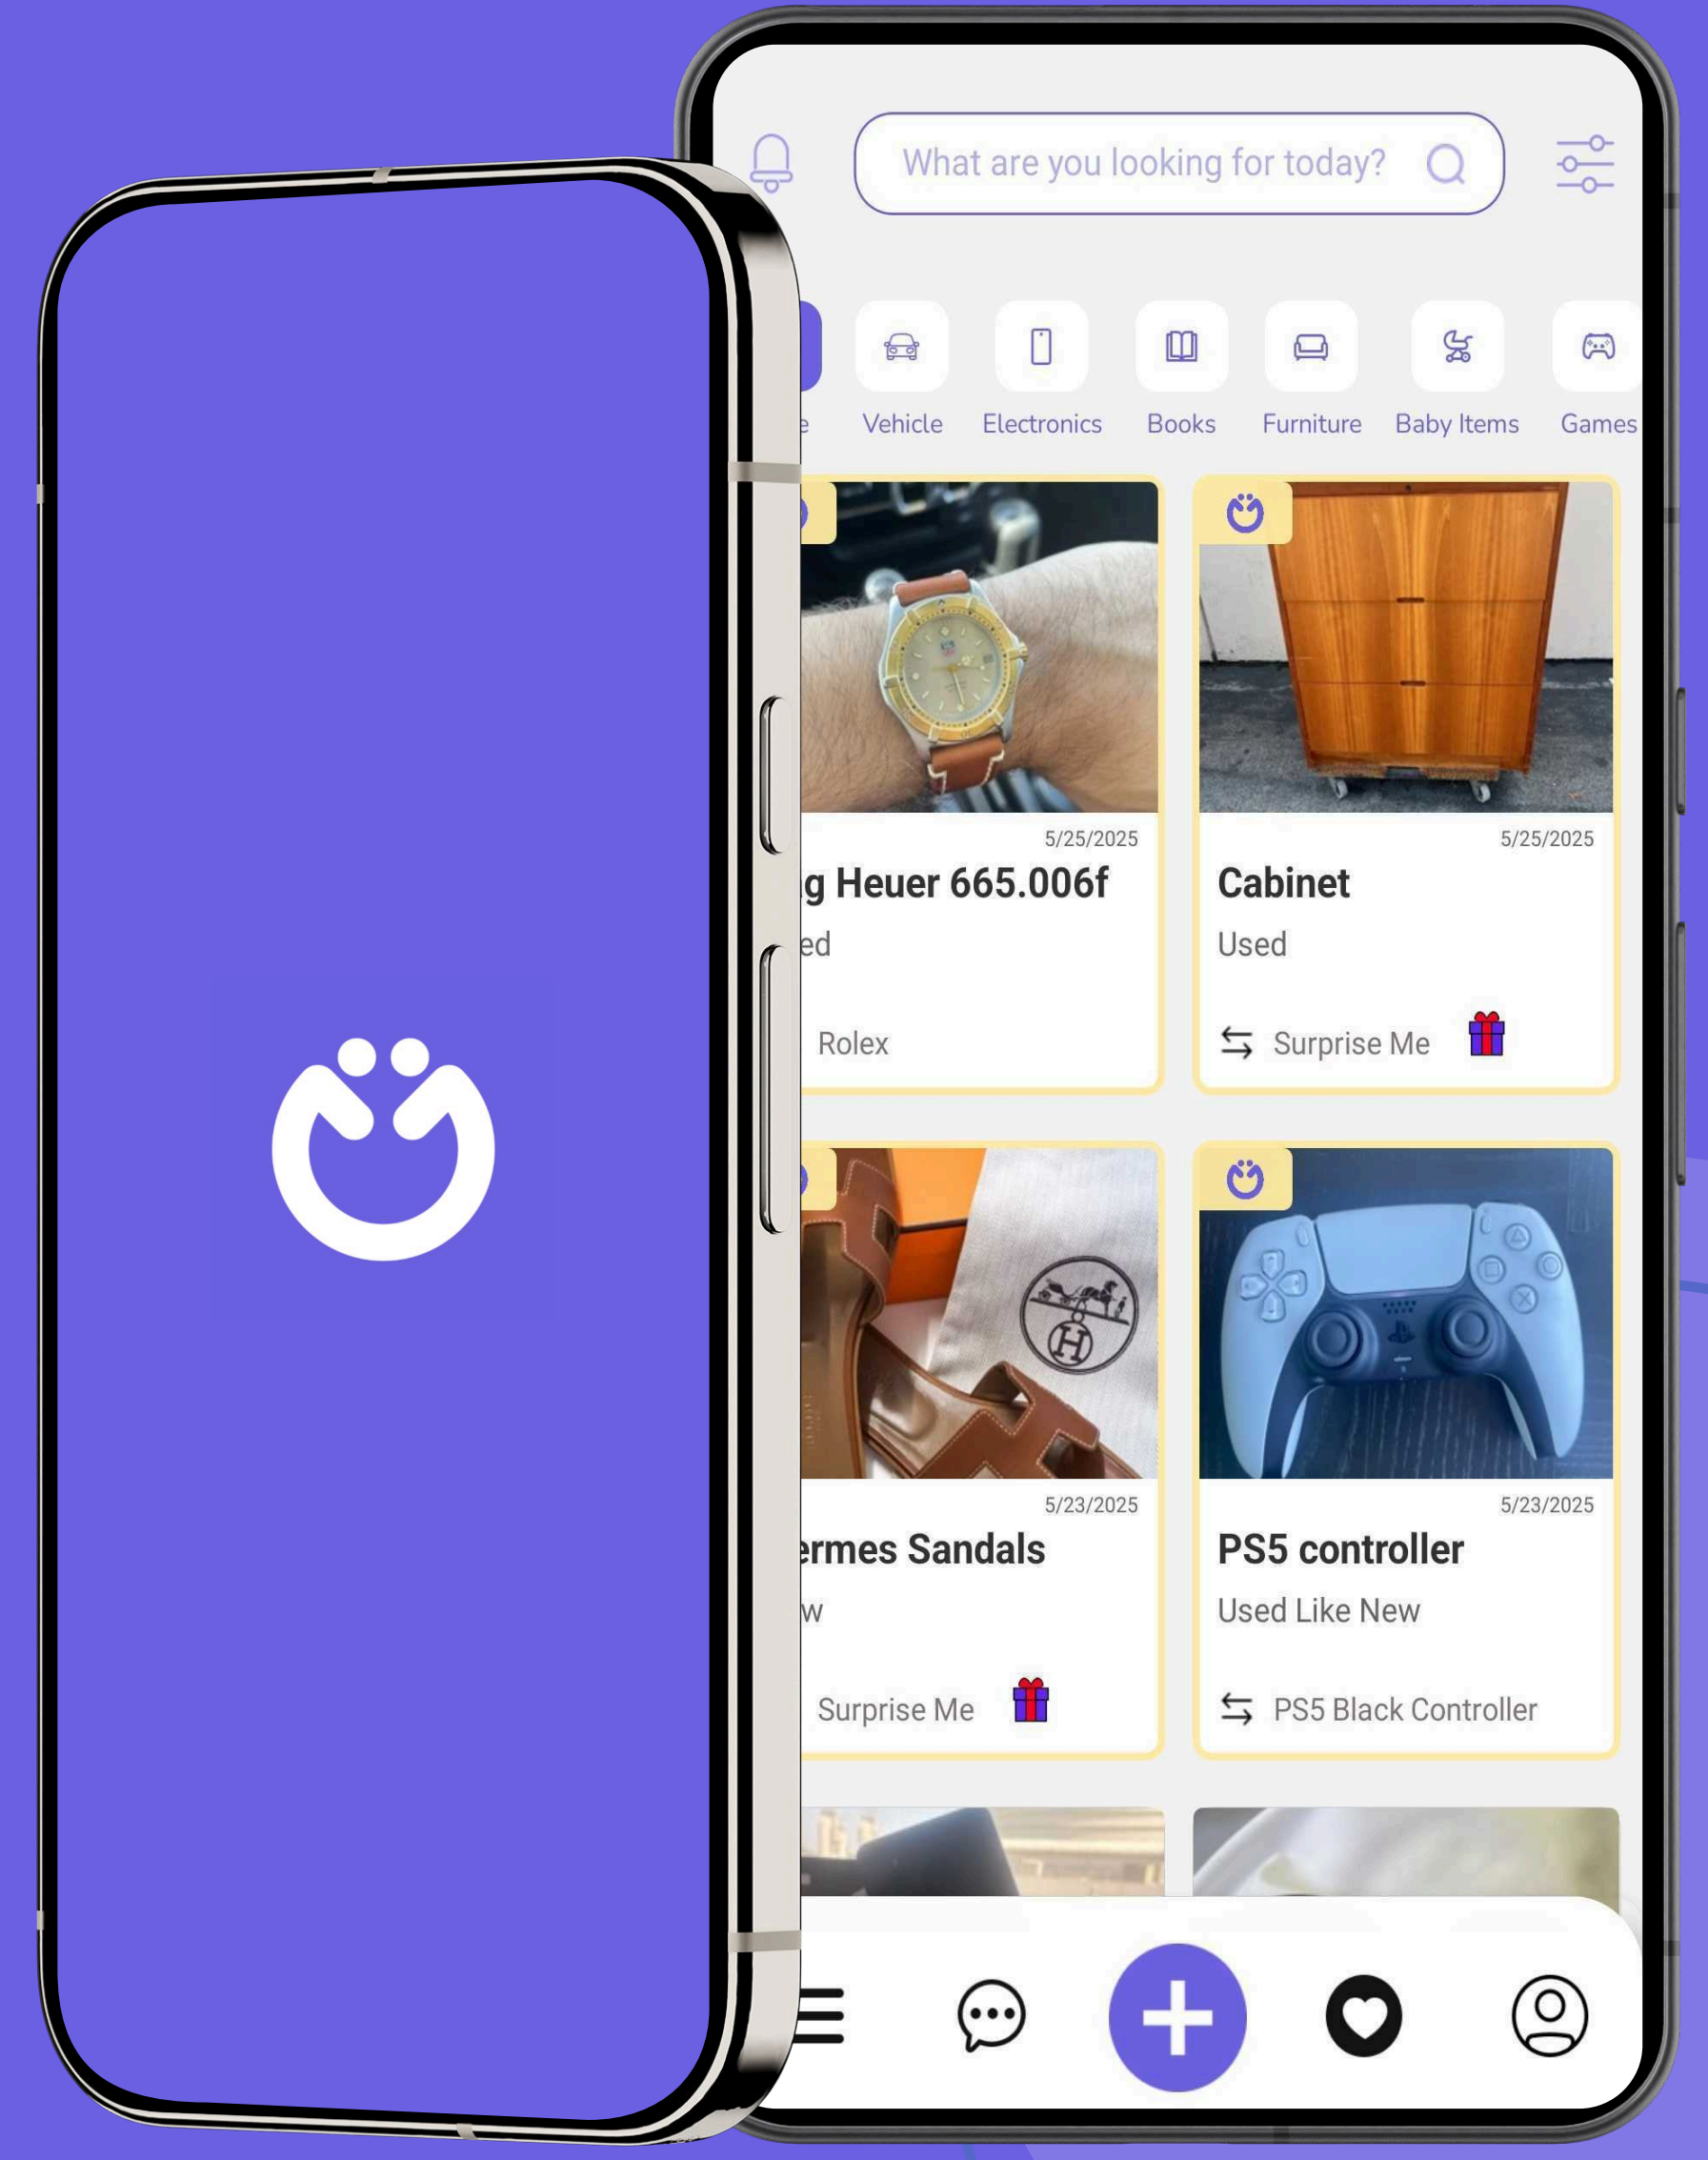 What are you looking for today?
e Vehicle Electronics Books Furniture Baby Items Games
5/25/2025
g Heuer 665.006f
ed
Rolex
5/25/2025
Cabinet
Used
Surprise Me
5/23/2025
ermes Sandals
w
Surprise Me
5/23/2025
PS5 controller
Used Like New
PS5 Black Controller